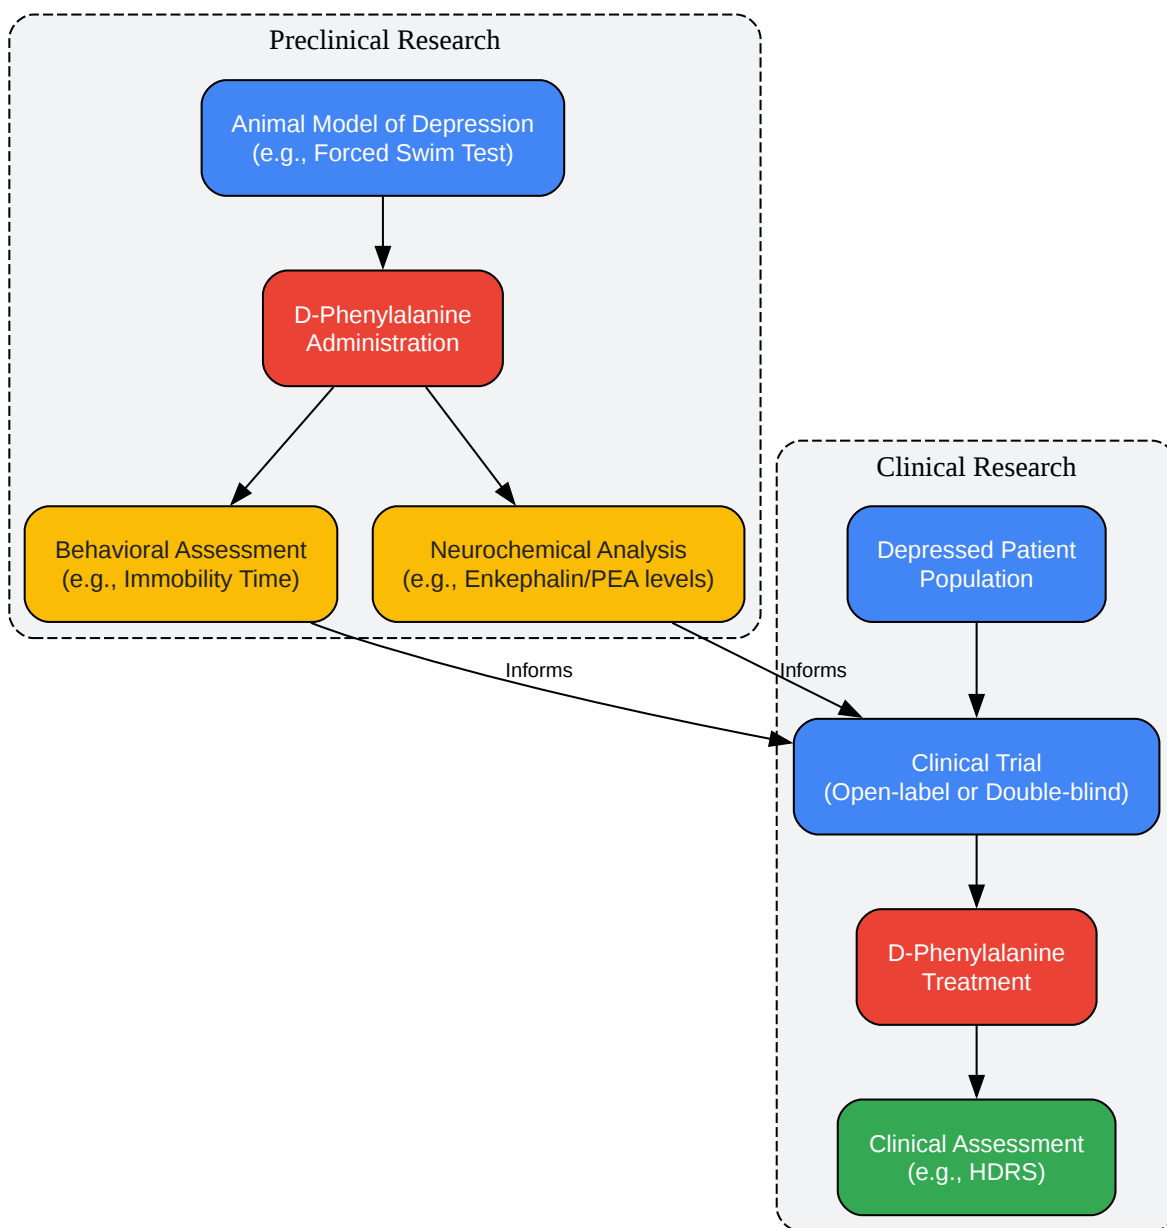 Preclinical Research
Animal Model of Depression
(e.g., Forced Swim Test)
D-Phenylalanine
Administration
Behavioral Assessment
(e.g., Immobility Time)
Neurochemical Analysis
(e.g., Enkephalin/PEA levels)
Informs
Informs
Clinical Research
Depressed Patient
Population
Clinical Trial
(Open-label or Double-blind)
D-Phenylalanine
Treatment
Clinical Assessment
(e.g., HDRS)